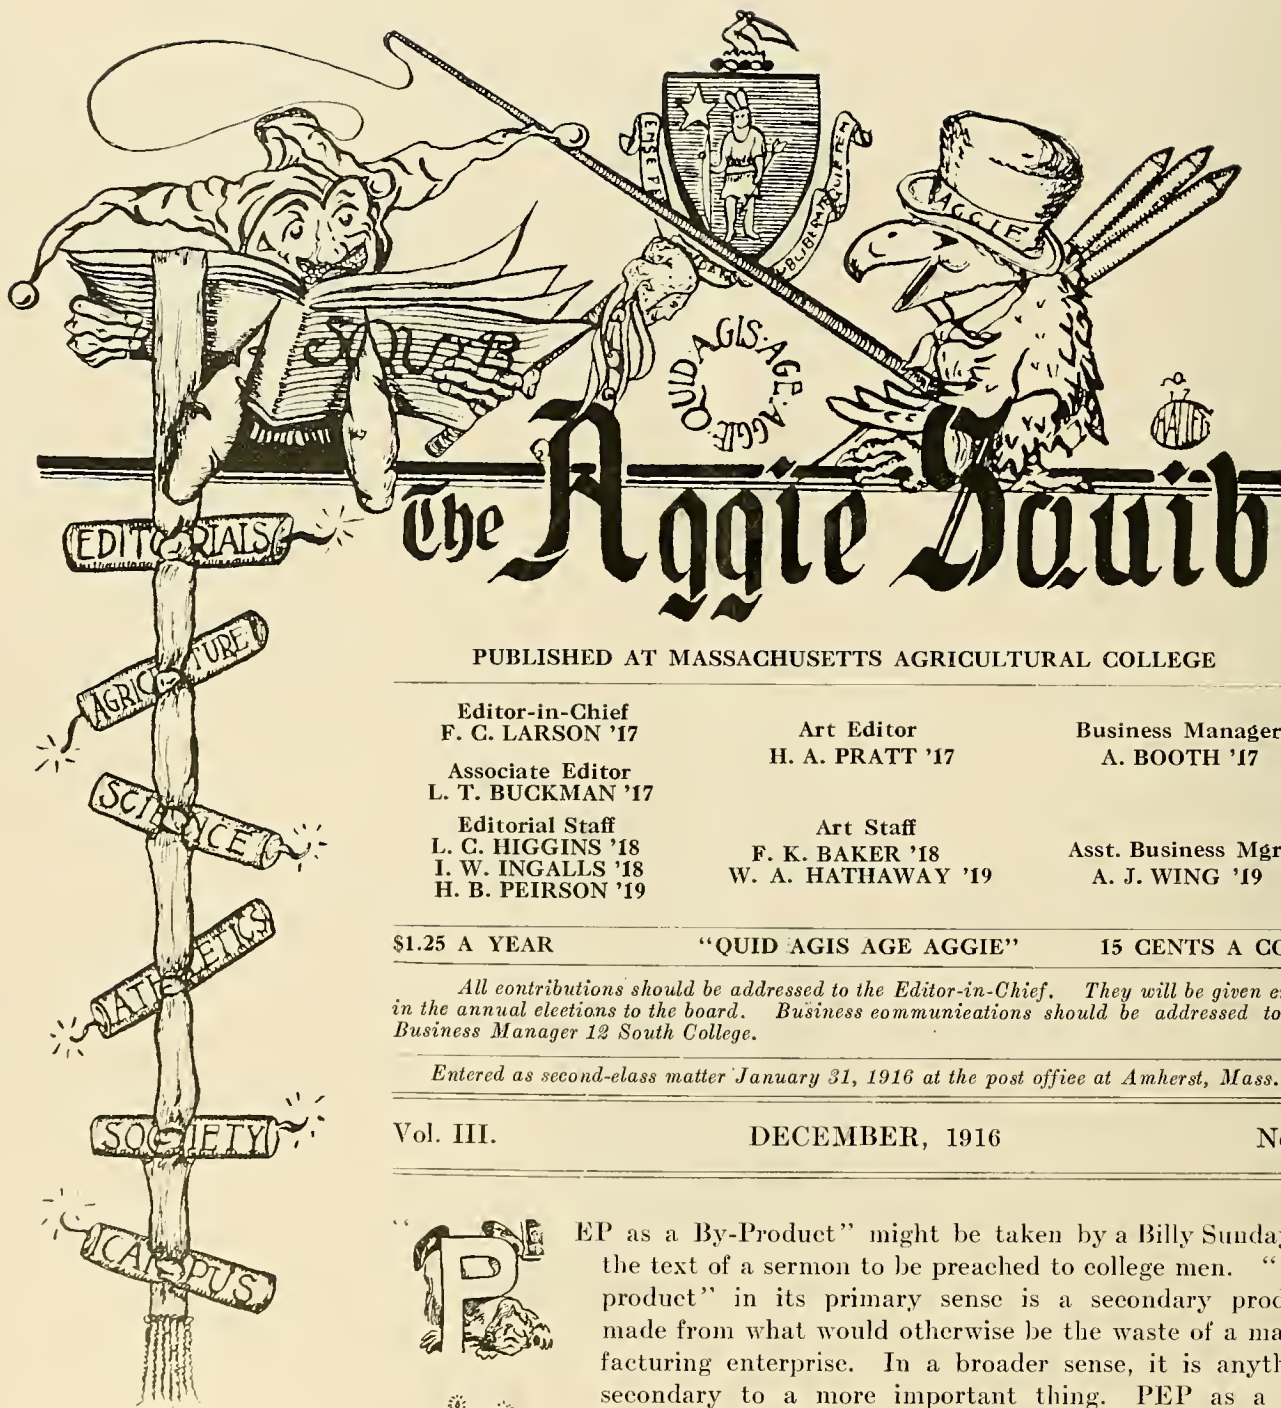 AGGIE
SQUIB
QUID·AGIS·AGE·AGGIE·
The Aggie Squib
EDITORIALS
AGRICULTURE
SCIENCE
ATHLETICS
SOCIETY
CAMPUS
PUBLISHED AT MASSACHUSETTS AGRICULTURAL COLLEGE
Editor-in-Chief
F. C. LARSON '17
Associate Editor
L. T. BUCKMAN '17
Editorial Staff
L. C. HIGGINS '18
I. W. INGALLS '18
H. B. PEIRSON '19
Art Editor
H. A. PRATT '17
Art Staff
F. K. BAKER '18
W. A. HATHAWAY '19
Business Manager
A. BOOTH '17
Asst. Business Mgr
A. J. WING '19
$1.25 A YEAR "QUID AGIS AGE AGGIE" 15 CENTS A CO
All contributions should be addressed to the Editor-in-Chief. They will be given
in the annual elections to the board. Business communications should be addressed to
Business Manager 12 South College.
Entered as second-class matter January 31, 1916 at the post office at Amherst, Mass.
Vol. III. DECEMBER, 1916
"PEP as a By-Product" might be taken by a Billy Sunday
the text of a sermon to be preached to college men. "
product" in its primary sense is a secondary prod
made from what would otherwise be the waste of a ma
facturing enterprise. In a broader sense, it is anyth
secondary to a more important thing. PEP as a